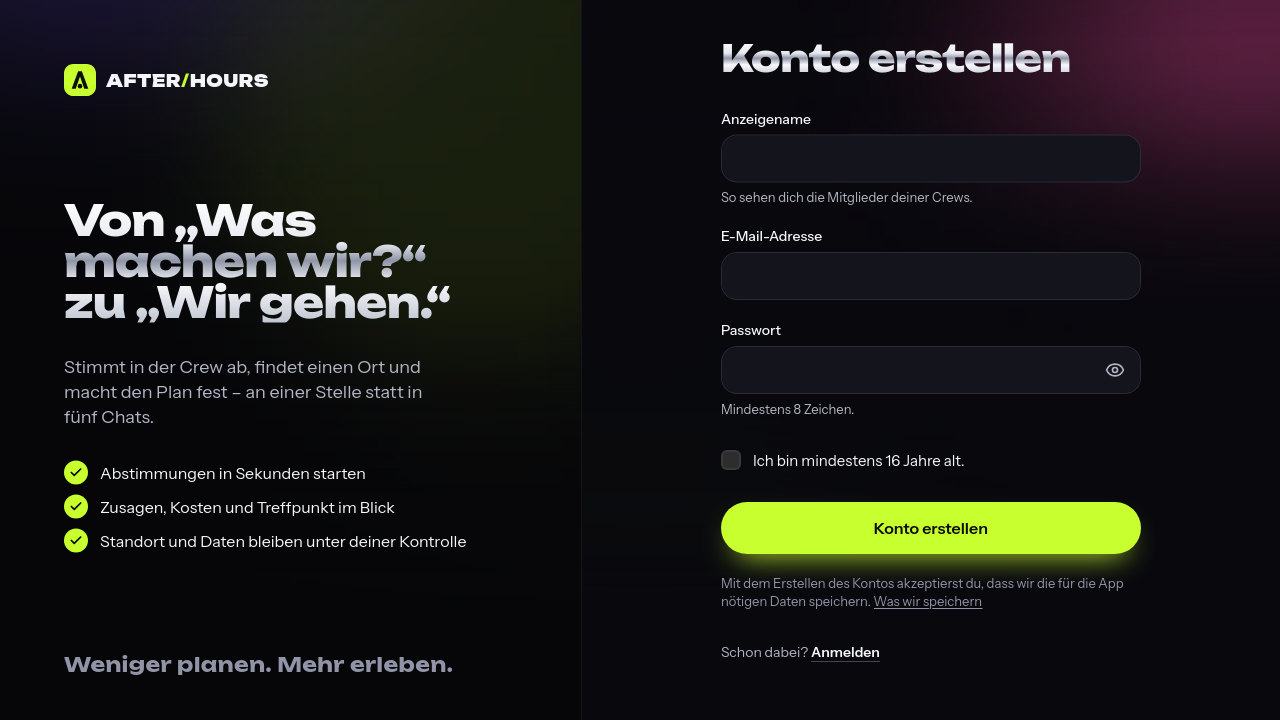 AFTER/HOURS
Von „Was
machen wir?“
zu „Wir gehen.“
Stimmt in der Crew ab, findet einen Ort und
macht den Plan fest – an einer Stelle statt in
fünf Chats.
Abstimmungen in Sekunden starten
Zusagen, Kosten und Treffpunkt im Blick
Standort und Daten bleiben unter deiner Kontrolle
Weniger planen. Mehr erleben.
Konto erstellen
Anzeigename
So sehen dich die Mitglieder deiner Crews.
E-Mail-Adresse
Passwort
Mindestens 8 Zeichen.
Ich bin mindestens 16 Jahre alt.
Konto erstellen
Mit dem Erstellen des Kontos akzeptierst du, dass wir die für die App
nötigen Daten speichern. Was wir speichern
Schon dabei? Anmelden